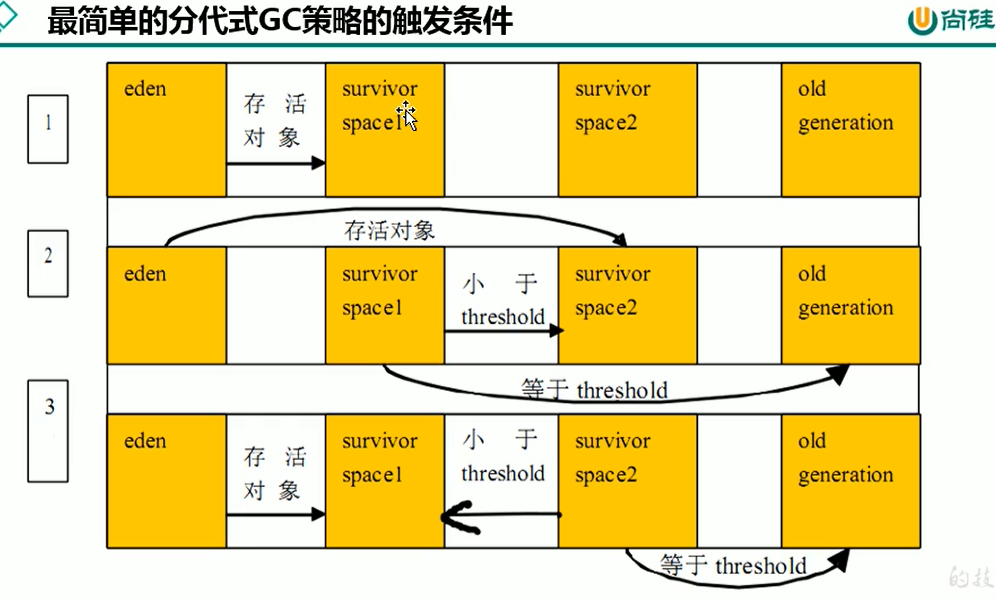 最简单的分代式GC策略的触发条件
尚硅
1
eden
存 活
对 象
survivor
space1
survivor
space2
old
generation
存活对象
2
eden
survivor
space1
小 于
threshold
survivor
space2
old
generation
等于 threshold
3
eden
存 活
对 象
survivor
space1
小 于
threshold
survivor
space2
old
generation
等于 threshold
的技